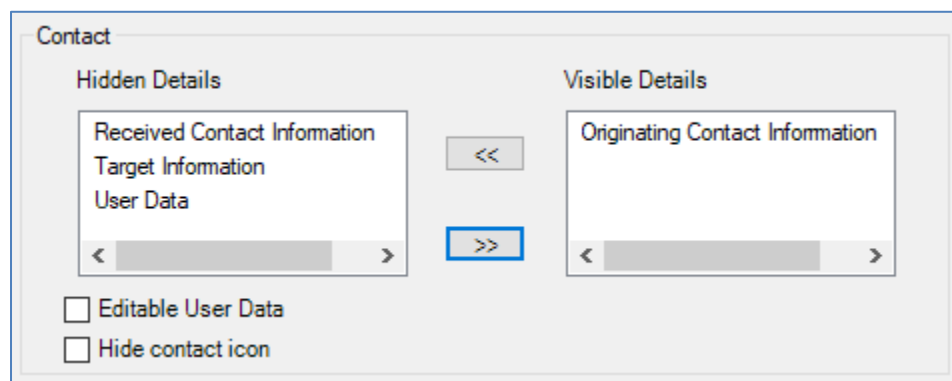 Contact
Hidden Details
Visible Details
Received Contact Information
Target Information
User Data
<<
>>
Originating Contact Information
Editable User Data
Hide contact icon